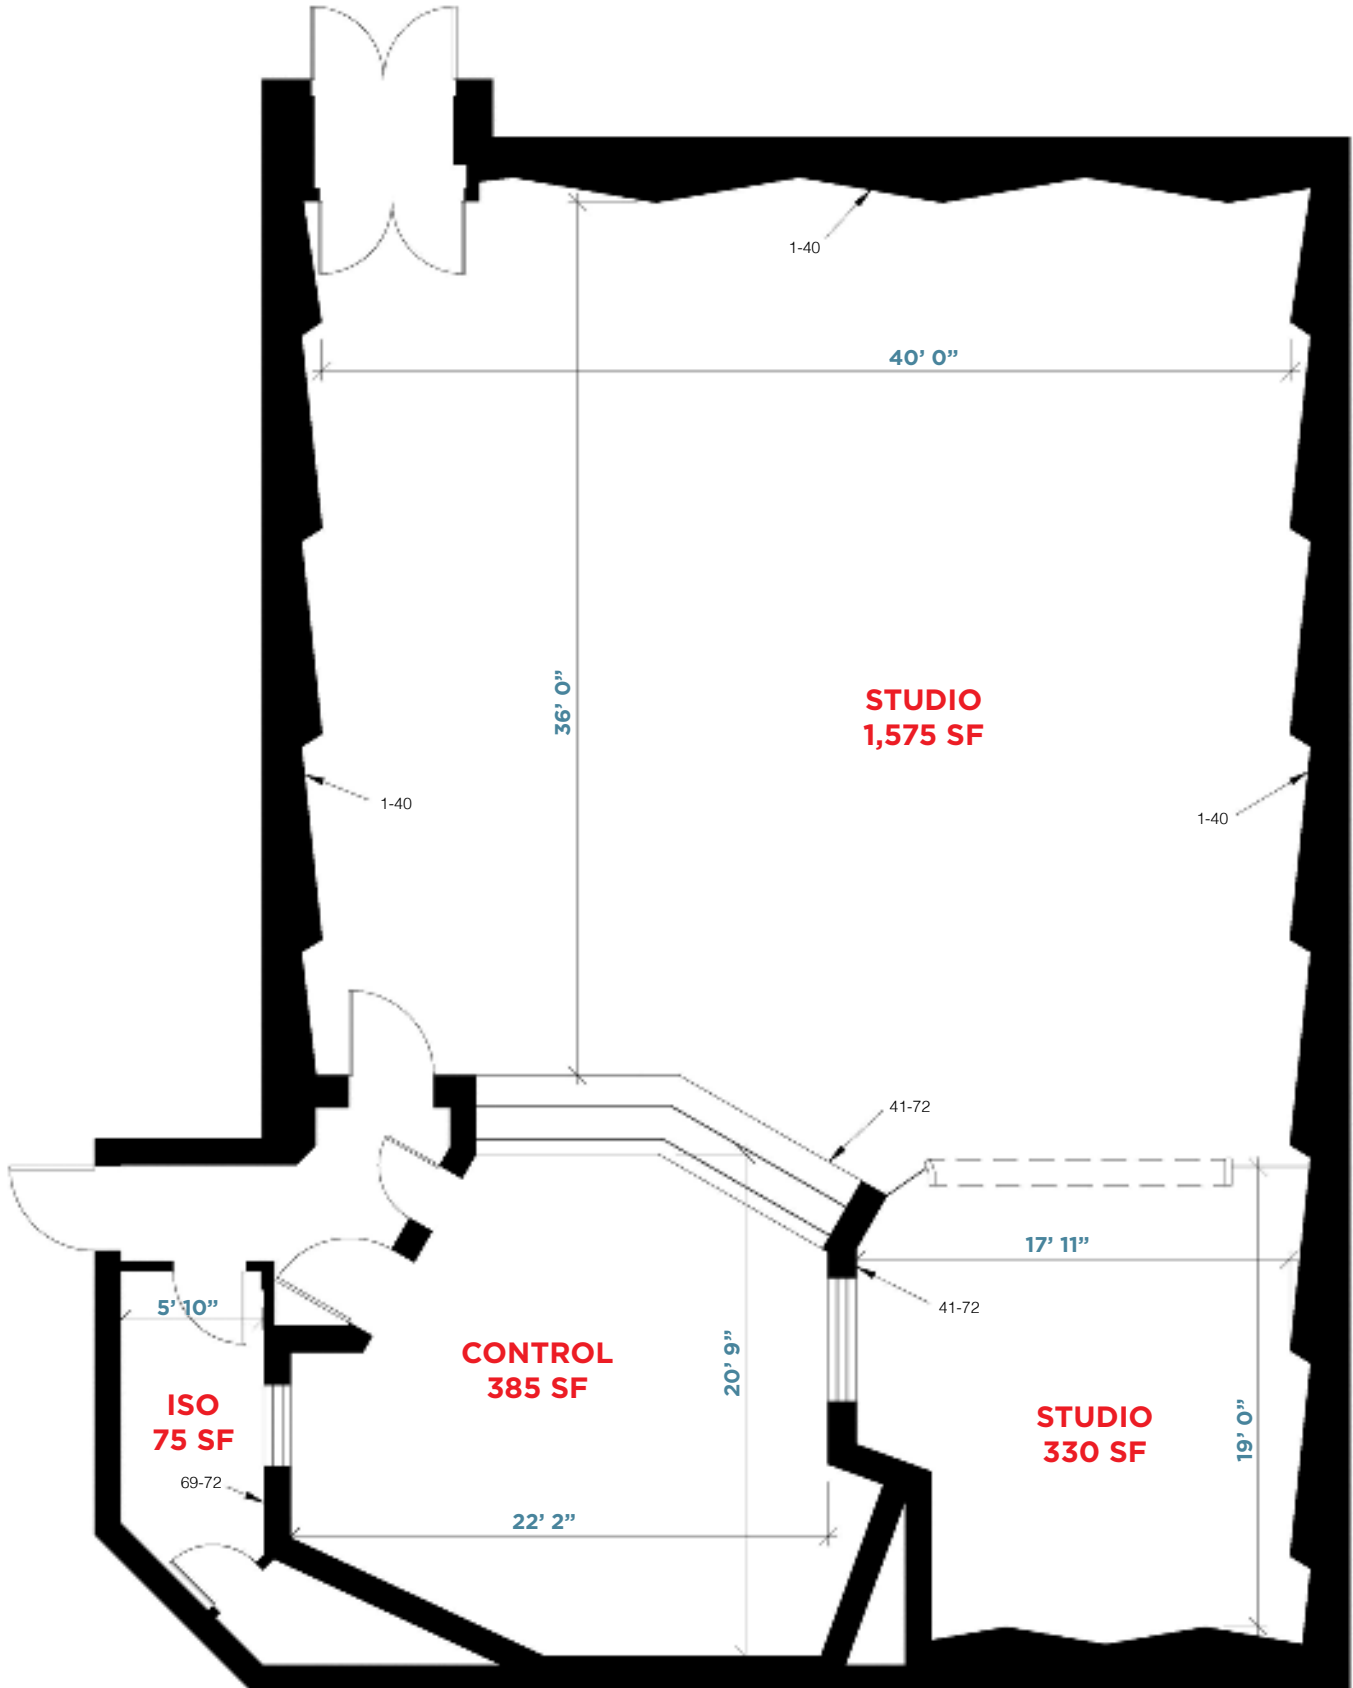 1-40
40’ 0”
36’ 0”
STUDIO
1,575 SF
1-40
1-40
41-72
17’ 11”
5’ 10”
41-72
CONTROL
385 SF
20’ 9”
ISO
75 SF
STUDIO
330 SF
19’ 0”
69-72
22’ 2”